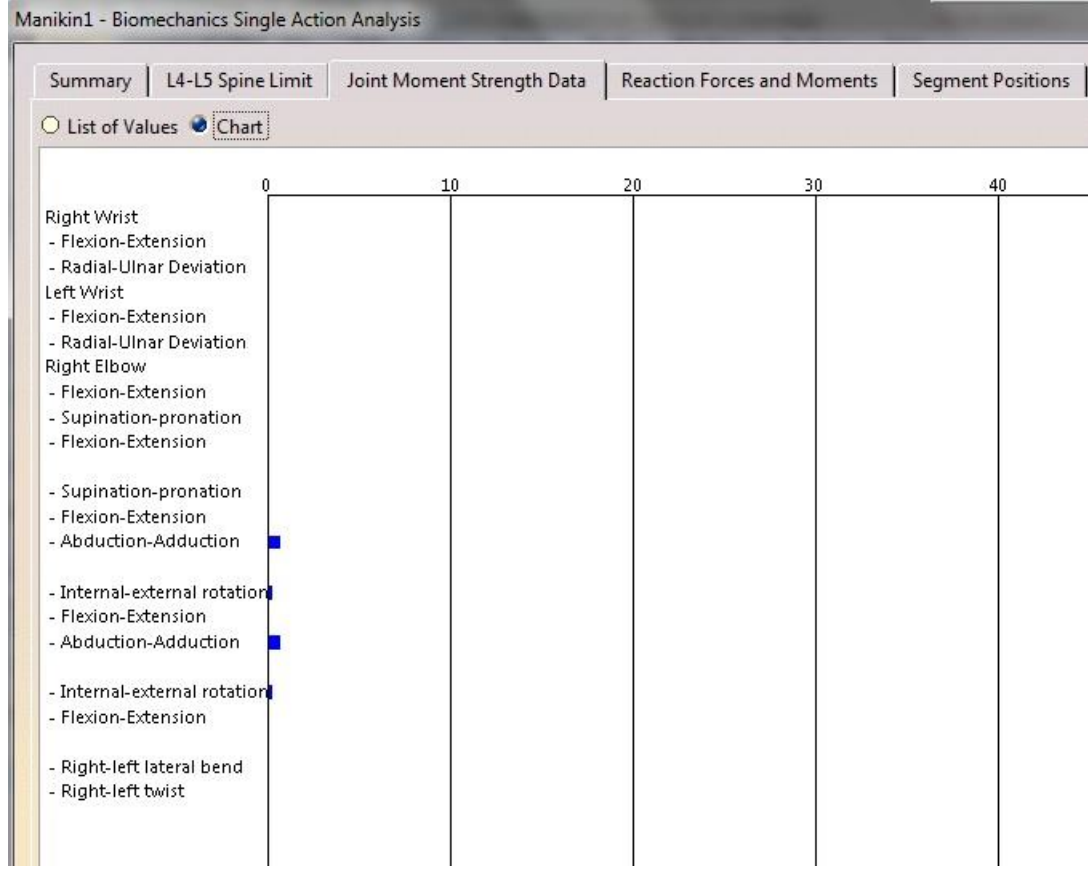 Manikin1 - Biomechanics Single Action Analysis
Summary L4-L5 Spine Limit Joint Moment Strength Data Reaction Forces and Moments Segment Positions
List of Values Chart
0 10 20 30 40
Right Wrist
- Flexion-Extension
- Radial-Ulnar Deviation
Left Wrist
- Flexion-Extension
- Radial-Ulnar Deviation
Right Elbow
- Flexion-Extension
- Supination-pronation
- Flexion-Extension
- Supination-pronation
- Flexion-Extension
- Abduction-Adduction
- Internal-external rotation
- Flexion-Extension
- Abduction-Adduction
- Internal-external rotation
- Flexion-Extension
- Right-left lateral bend
- Right-left twist